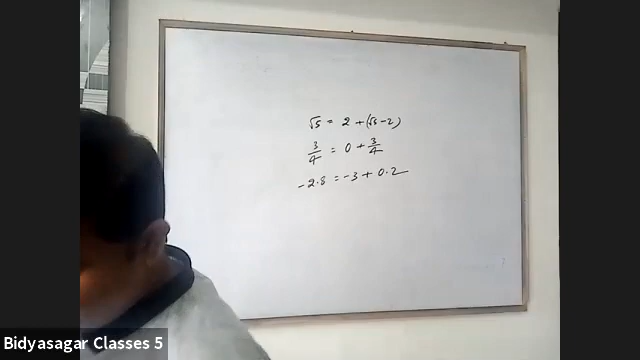 √5 = 2 + (√5 - 2)
3/4 = 0 + 3/4
-2.8 = -3 + 0.2
Bidyasagar Classes 5